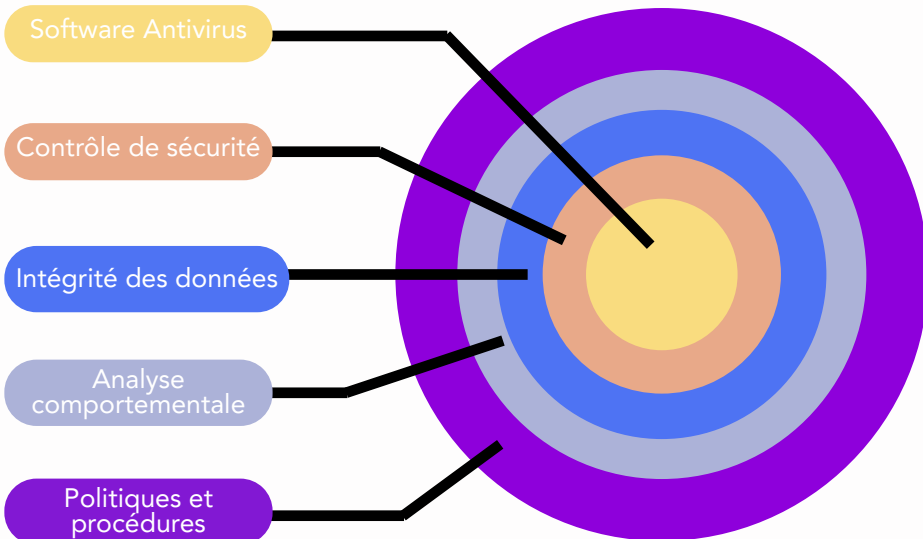 Software Antivirus
Contrôle de sécurité
Intégrité des données
Analyse
comportementale
Politiques et
procédures